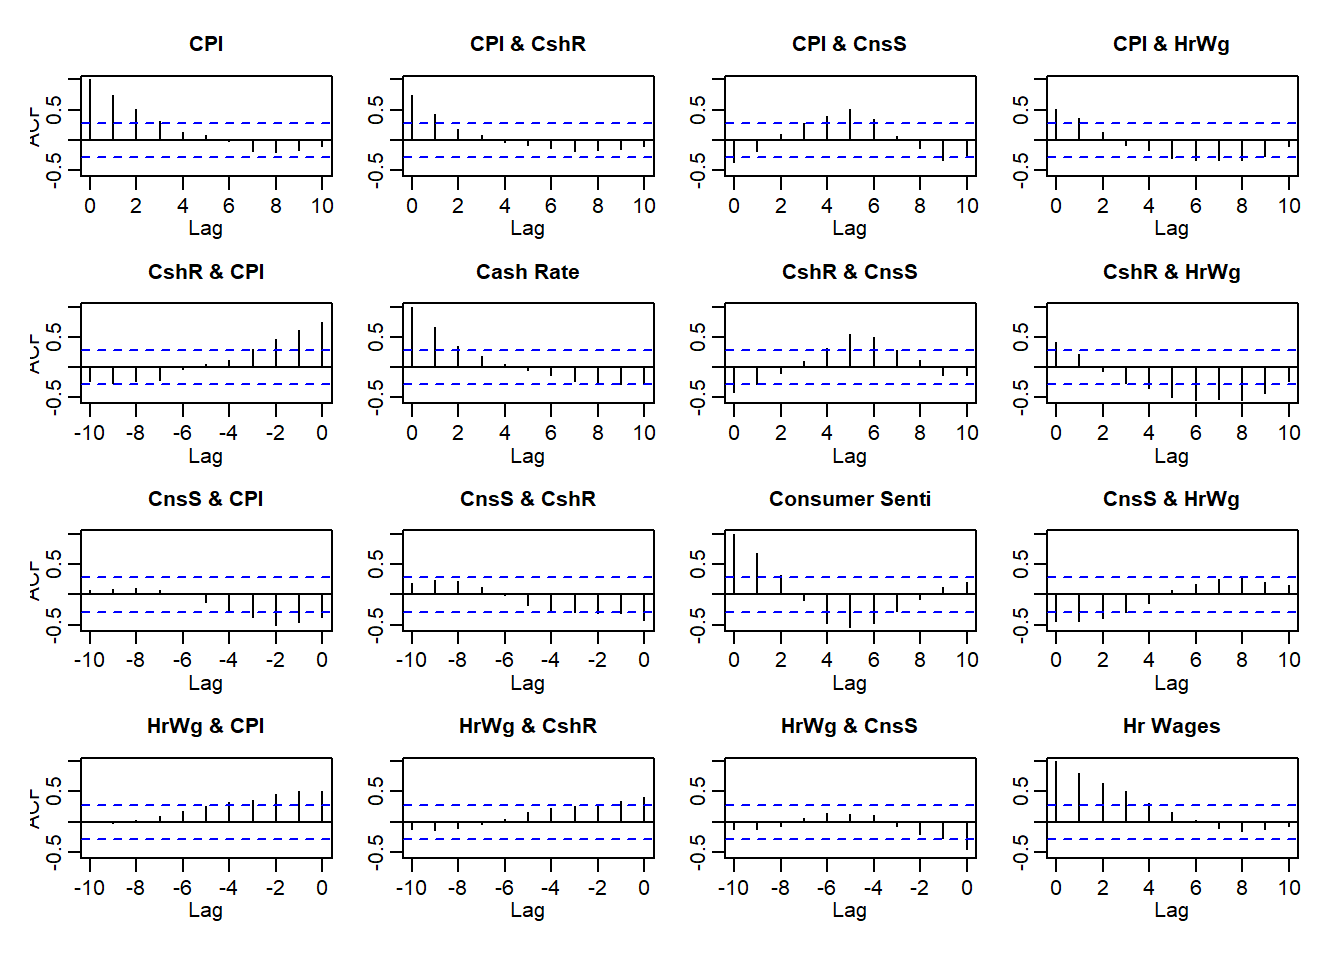 CPI CPI & CshR CPI & CnsS CPI & HrWg
ACF
0.5 0.5 0.5 0.5
-0.5 -0.5 -0.5 -0.5
0 2 4 6 8 10 0 2 4 6 8 10 0 2 4 6 8 10 0 2 4 6 8 10
Lag Lag Lag Lag
CshR & CPI Cash Rate CshR & CnsS CshR & HrWg
ACF
0.5 0.5 0.5 0.5
-0.5 -0.5 -0.5 -0.5
-10 -8 -6 -4 -2 0 0 2 4 6 8 10 0 2 4 6 8 10 0 2 4 6 8 10
Lag Lag Lag Lag
CnsS & CPI CnsS & CshR Consumer Senti CnsS & HrWg
ACF
0.5 0.5 0.5 0.5
-0.5 -0.5 -0.5 -0.5
-10 -8 -6 -4 -2 0 -10 -8 -6 -4 -2 0 0 2 4 6 8 10 0 2 4 6 8 10
Lag Lag Lag Lag
HrWg & CPI HrWg & CshR HrWg & CnsS Hr Wages
ACF
0.5 0.5 0.5 0.5
-0.5 -0.5 -0.5 -0.5
-10 -8 -6 -4 -2 0 -10 -8 -6 -4 -2 0 -10 -8 -6 -4 -2 0 0 2 4 6 8 10
Lag Lag Lag Lag